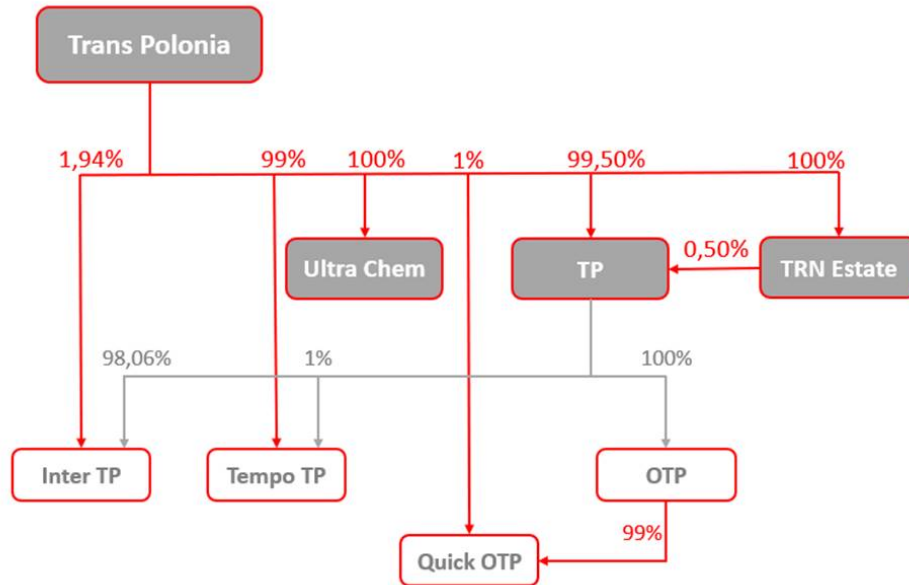 Trans Polonia
1,94%
99%
100%
1%
99,50%
100%
Ultra Chem
TP
0,50%
TRN Estate
98,06%
1%
100%
Inter TP
Tempo TP
OTP
99%
Quick OTP